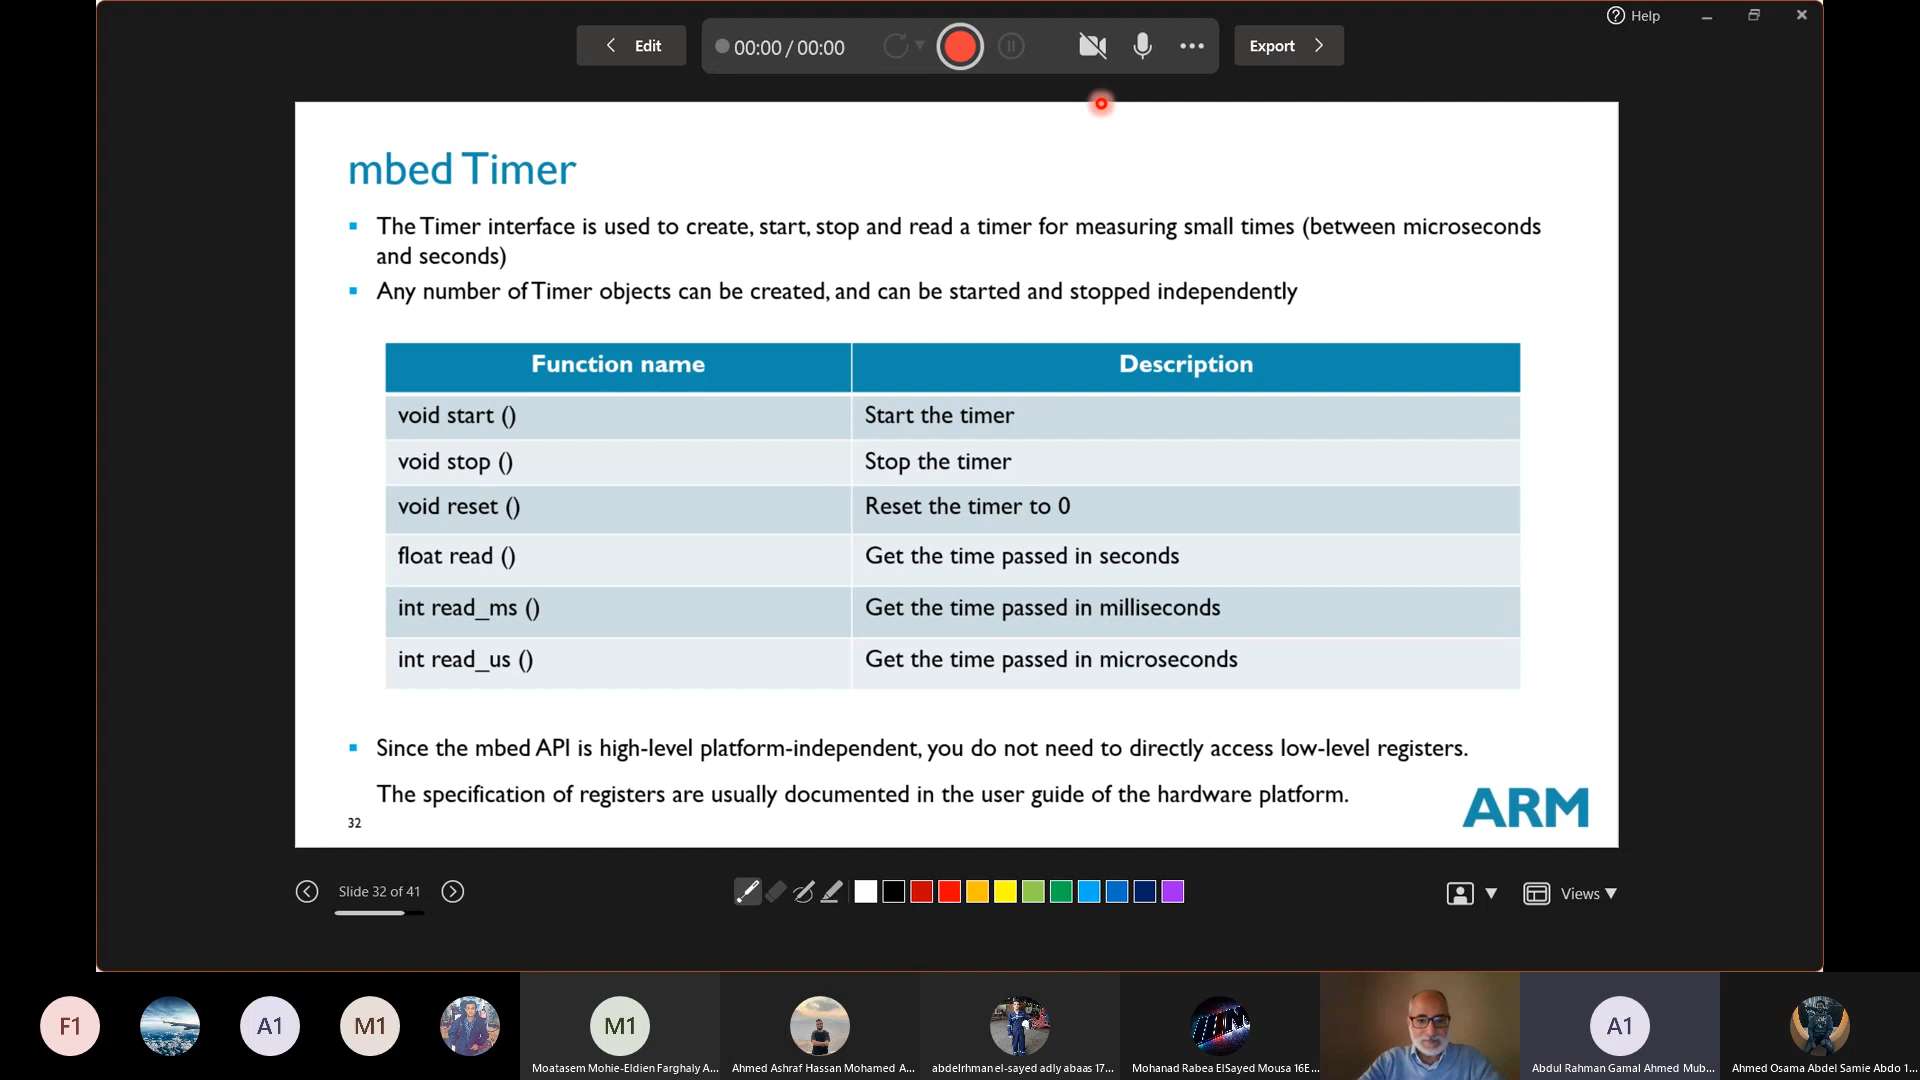 Help
Edit
00:00 / 00:00
Export
mbed Timer
The Timer interface is used to create, start, stop and read a timer for measuring small times (between microseconds
and seconds)
Any number of Timer objects can be created, and can be started and stopped independently
Function name Description
void start () Start the timer
void stop () Stop the timer
void reset () Reset the timer to 0
float read () Get the time passed in seconds
int read_ms () Get the time passed in milliseconds
int read_us () Get the time passed in microseconds
Since the mbed API is high-level platform-independent, you do not need to directly access low-level registers.
The specification of registers are usually documented in the user guide of the hardware platform.
32
ARM
Slide 32 of 41
Views
F1 A1 M1 M1 A1
Moatasem Mohie-Eldien Farghaly A...
Ahmed Ashraf Hassan Mohamed A...
abdelrhman el-sayed adly abaas 17...
Mohanad Rabea ElSayed Mousa 16E...
Abdul Rahman Gamal Ahmed Mub...
Ahmed Osama Abdel Samie Abdo 1...